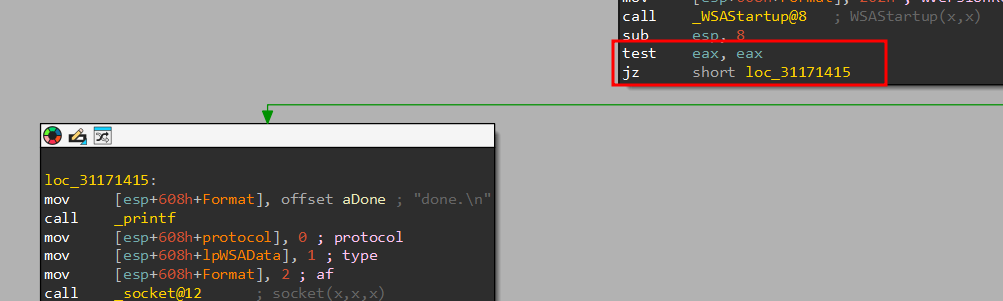 call    _WSAStartup@8   ; WSAStartup(x,x)
sub     esp, 8
test    eax, eax
jz      short loc_31171415
loc_31171415:
mov     [esp+608h+Format], offset aDone ; "done.\n"
call    _printf
mov     [esp+608h+protocol], 0 ; protocol
mov     [esp+608h+lpWSAData], 1 ; type
mov     [esp+608h+Format], 2 ; af
call    _socket@12      ; socket(x,x,x)